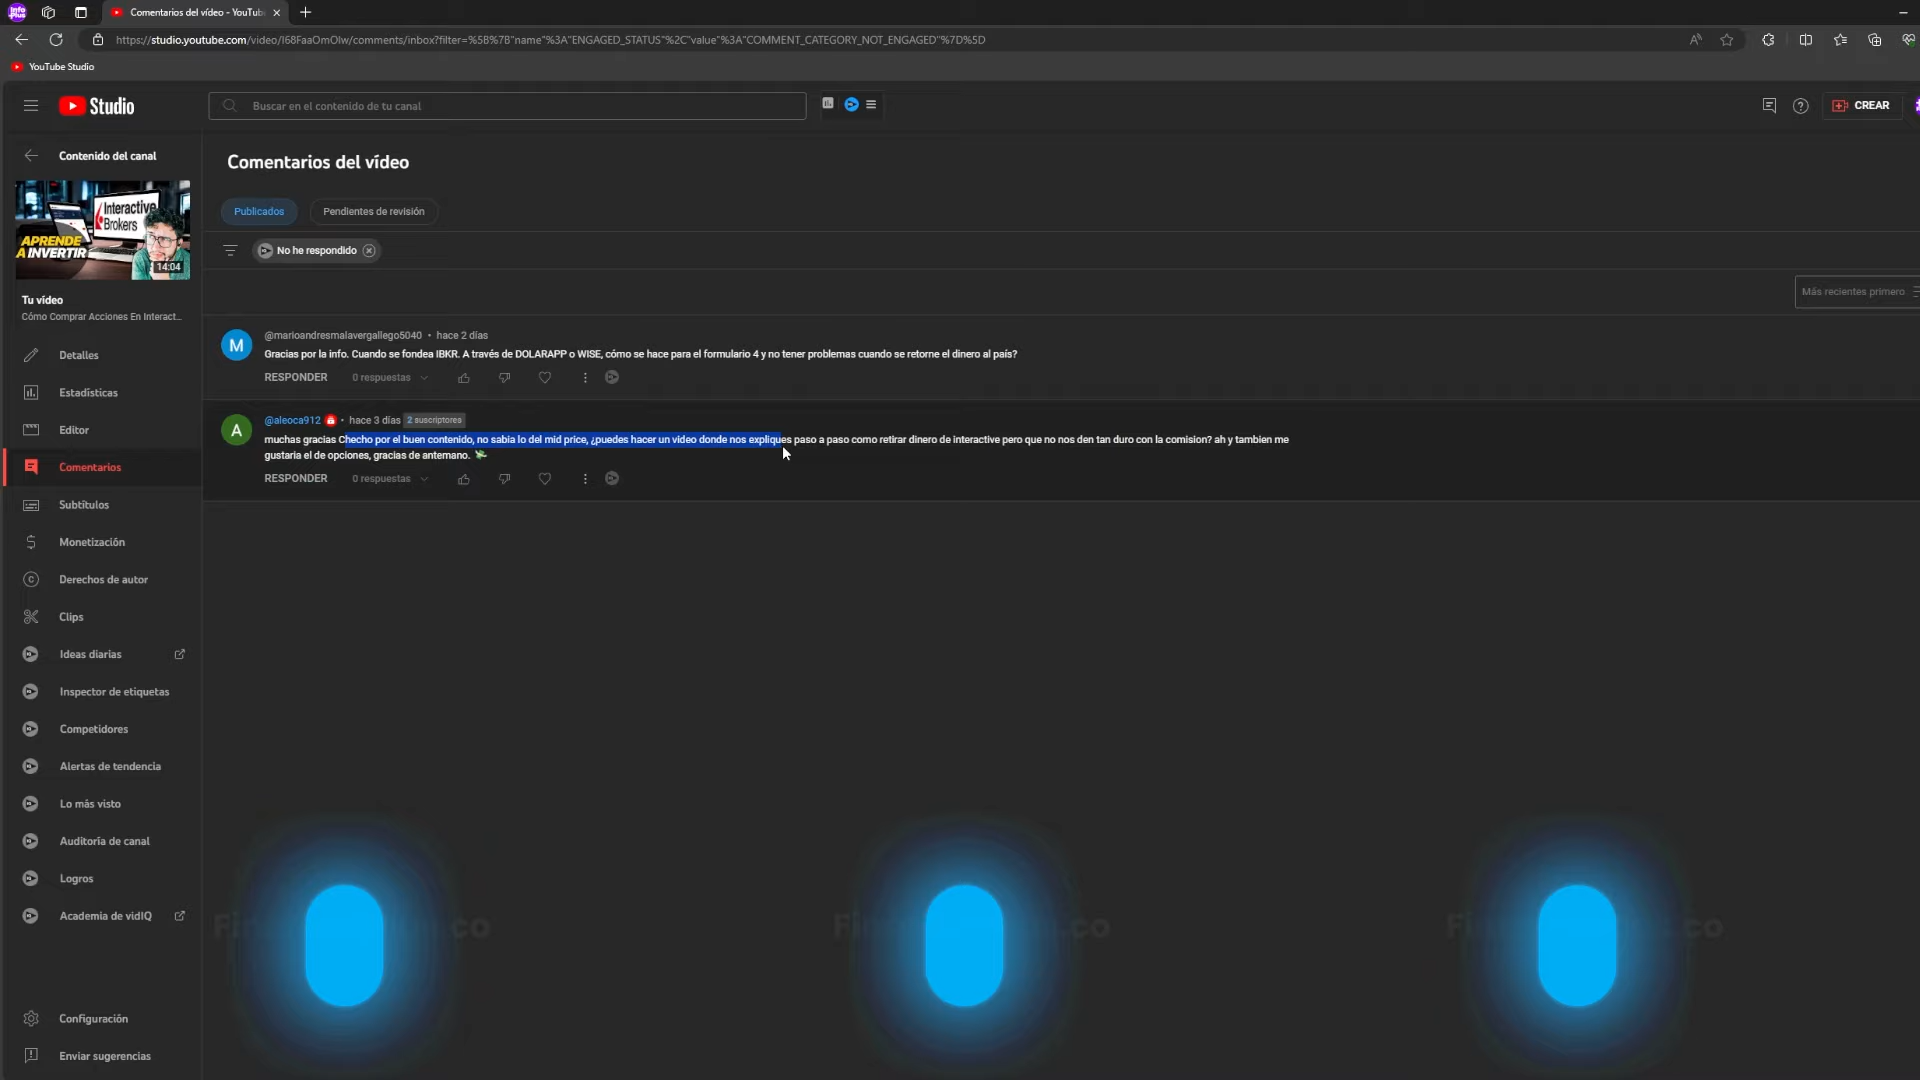 Info
Plus
Comentarios del vídeo - YouTub
https://studio.youtube.com/video/I68FaaOmOlw/comments/inbox?filter=%5B%7B"name"%3A"ENGAGED_STATUS"%2C"value"%3A"COMMENT_CATEGORY_NOT_ENGAGED"%7D%5D
YouTube Studio
Studio
Buscar en el contenido de tu canal
CREAR
Contenido del canal
Interactive
Brokers
APRENDE
A INVERTIR
14:04
Tu vídeo
Cómo Comprar Acciones En Interact...
Detalles
Estadísticas
Editor
Comentarios
Subtítulos
Monetización
Derechos de autor
Clips
Ideas diarias
Inspector de etiquetas
Competidores
Alertas de tendencia
Lo más visto
Auditoría de canal
Logros
Academia de vidIQ
Configuración
Enviar sugerencias
Comentarios del vídeo
Publicados
Pendientes de revisión
No he respondido
Más recientes primero
M
@marioandresmalavergallego5040 • hace 2 días
Gracias por la info. Cuando se fondea IBKR. A través de DOLARAPP o WISE, cómo se hace para el formulario 4 y no tener problemas cuando se retorne el dinero al país?
RESPONDER 0 respuestas
A
@aleoca912 • hace 3 días 2 suscriptores
muchas gracias Checho por el buen contenido, no sabia lo del mid price, ¿puedes hacer un video donde nos expliques paso a paso como retirar dinero de interactive pero que no nos den tan duro con la comision? ah y tambien me
gustaria el de opciones, gracias de antemano.
RESPONDER 0 respuestas